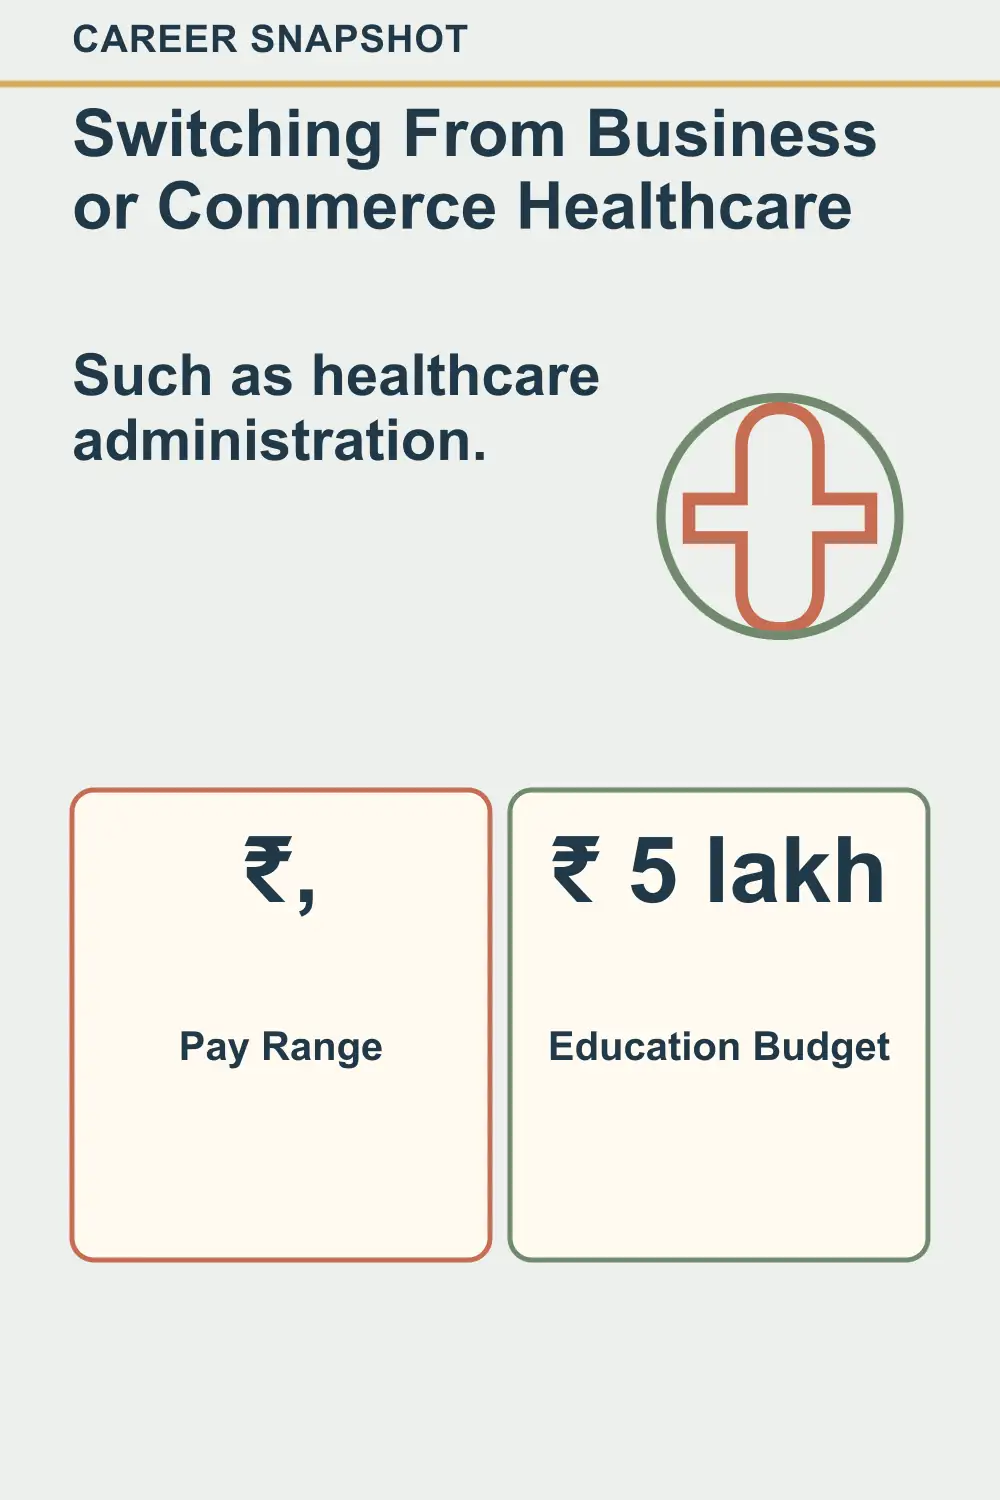 CAREER SNAPSHOT
Switching From Business
or Commerce Healthcare
Such as healthcare
administration.
₹,
Pay Range
₹ 5 lakh
Education Budget